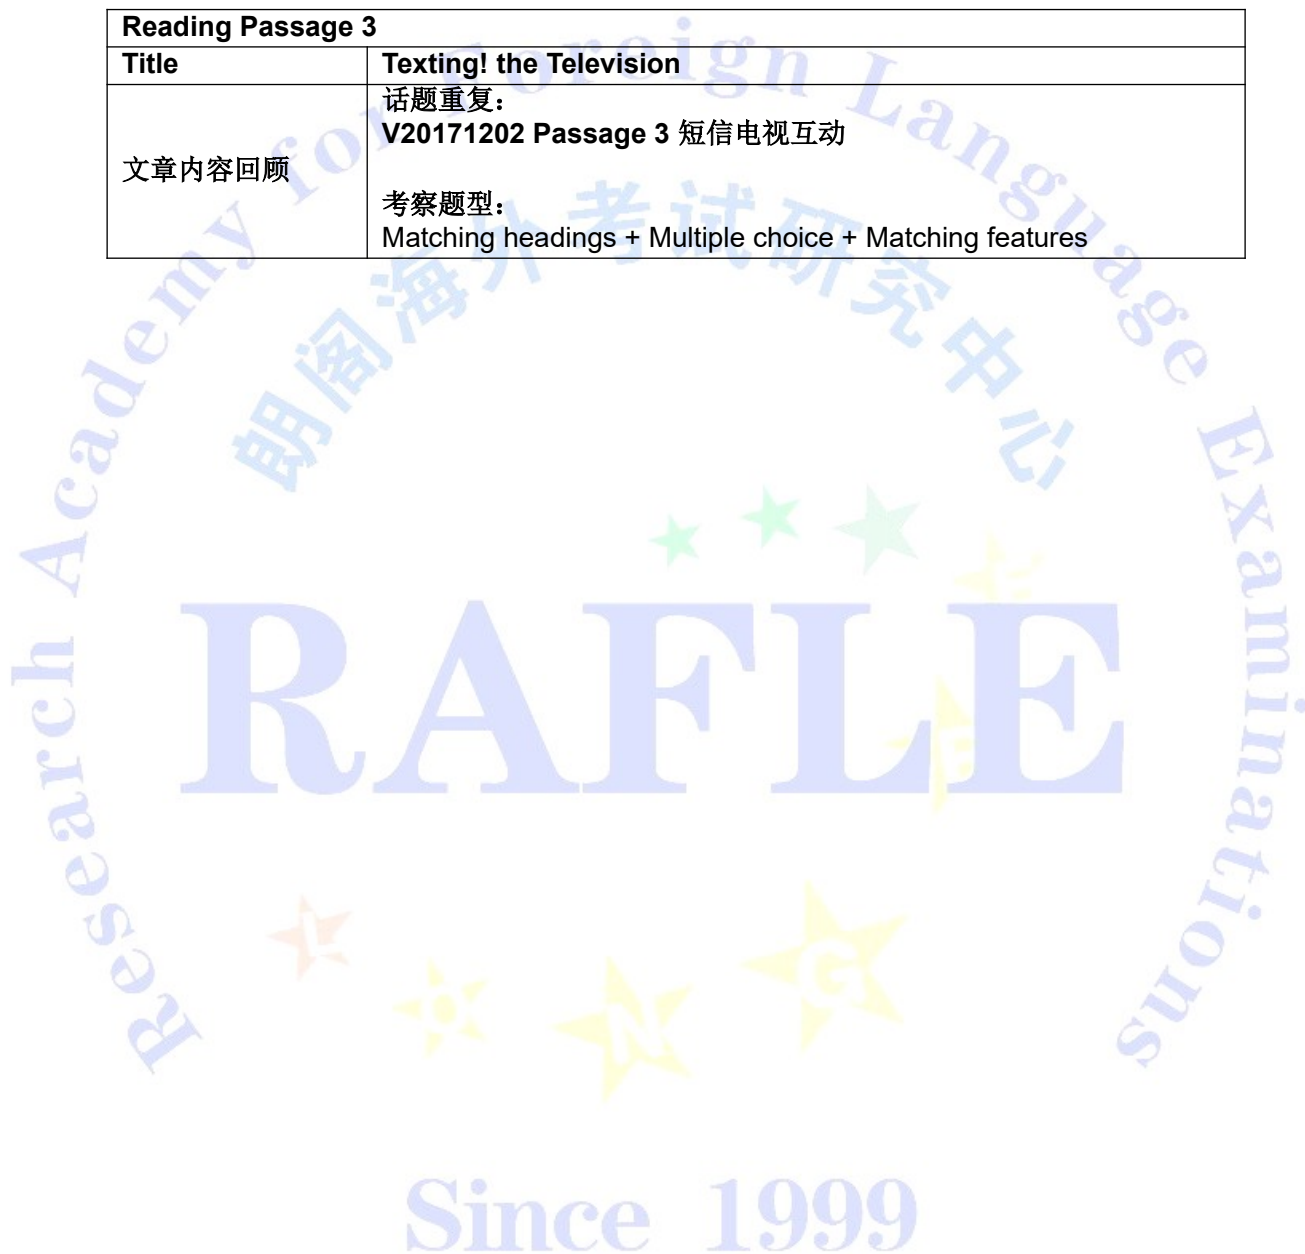 Reading Passage 3
Title Texting! the Television
文章内容回顾
话题重复：
V20171202 Passage 3 短信电视互动
考察题型：
Matching headings + Multiple choice + Matching features
Research Academy for Foreign Language Examinations
朗阁海外考试研究中心
RAFLE
LONG
Since 1999